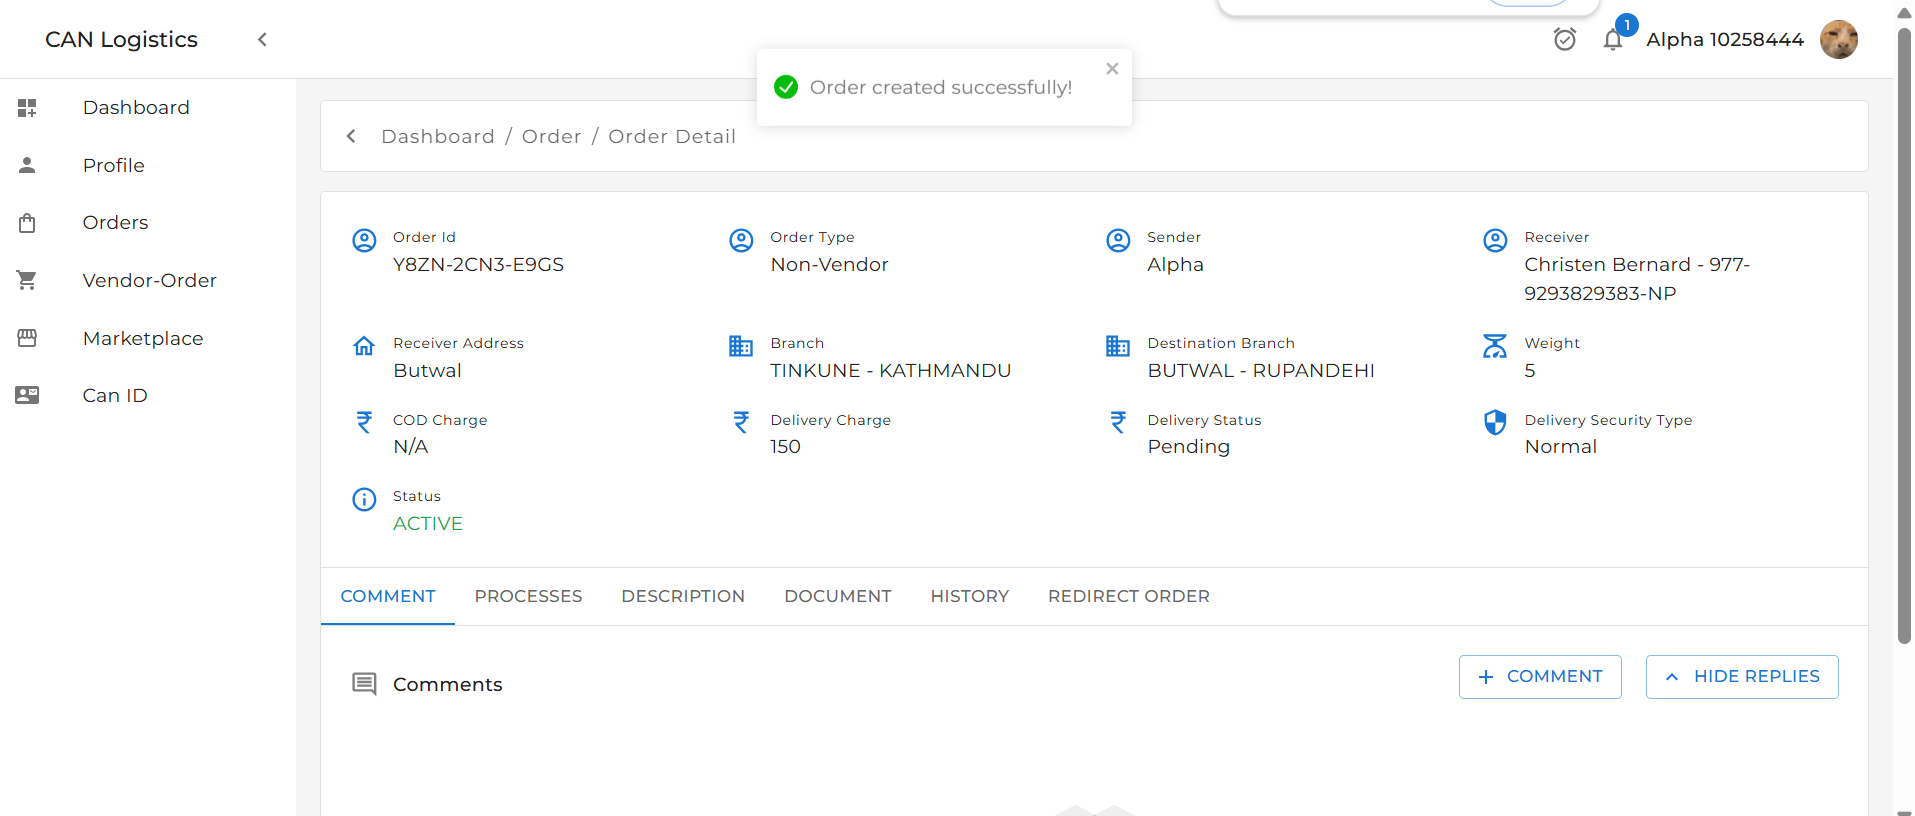 CAN Logistics
1
Alpha 10258444
Order created successfully!
Dashboard
Profile
Orders
Vendor-Order
Marketplace
Can ID
Dashboard / Order / Order Detail
Order Id
Y8ZN-2CN3-E9GS
Order Type
Non-Vendor
Sender
Alpha
Receiver
Christen Bernard - 977-
9293829383-NP
Receiver Address
Butwal
Branch
TINKUNE - KATHMANDU
Destination Branch
BUTWAL - RUPANDEHI
Weight
5
COD Charge
N/A
Delivery Charge
150
Delivery Status
Pending
Delivery Security Type
Normal
Status
ACTIVE
COMMENT
PROCESSES
DESCRIPTION
DOCUMENT
HISTORY
REDIRECT ORDER
Comments
COMMENT
HIDE REPLIES